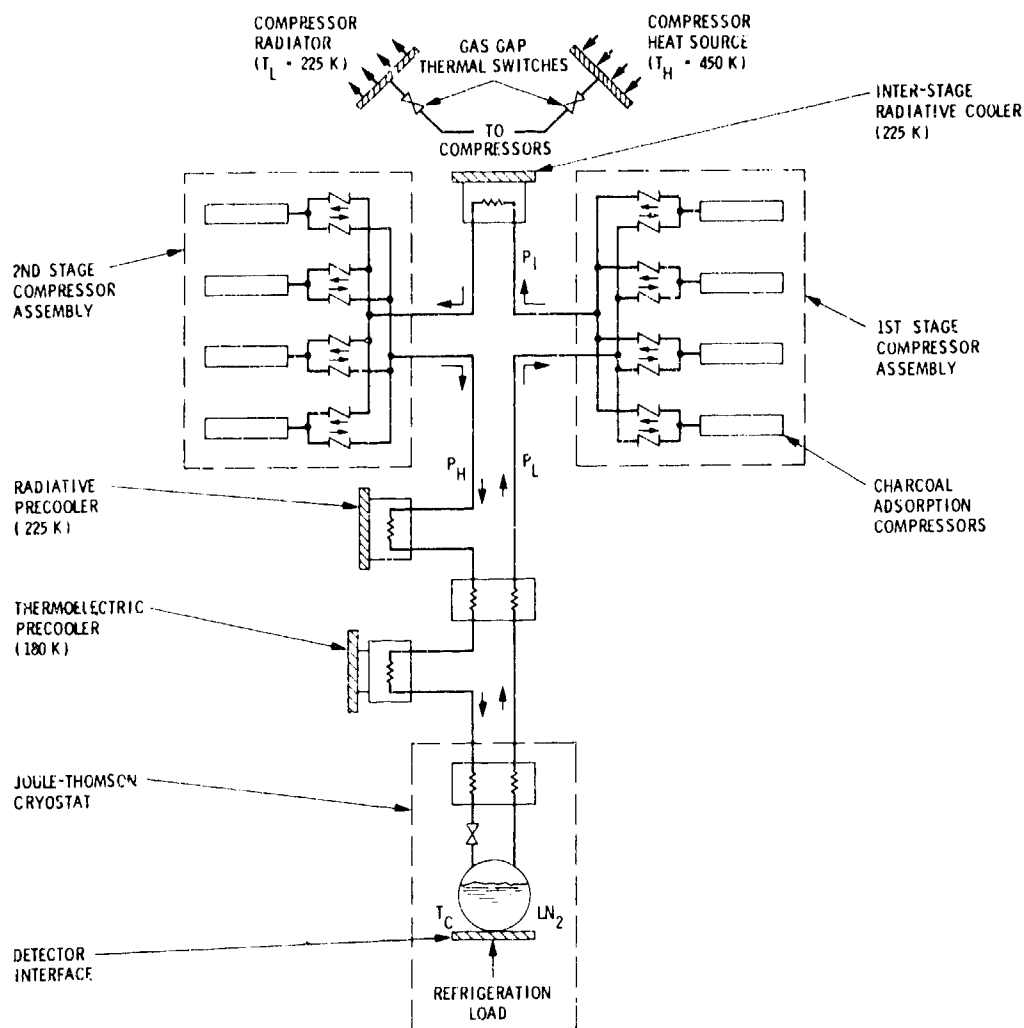 COMPRESSOR
RADIATOR
(T_L = 225 K)
GAS GAP
THERMAL SWITCHES
COMPRESSOR
HEAT SOURCE
(T_H = 450 K)
TO
COMPRESSORS
INTER-STAGE
RADIATIVE COOLER
(225 K)
2ND STAGE
COMPRESSOR
ASSEMBLY
P_I
1ST STAGE
COMPRESSOR
ASSEMBLY
P_H
P_L
RADIATIVE
PRECOOLER
(225 K)
CHARCOAL
ADSORPTION
COMPRESSORS
THERMOELECTRIC
PRECOOLER
(180 K)
JOULE-THOMSON
CRYOSTAT
T_C
LN_2
DETECTOR
INTERFACE
REFRIGERATION
LOAD